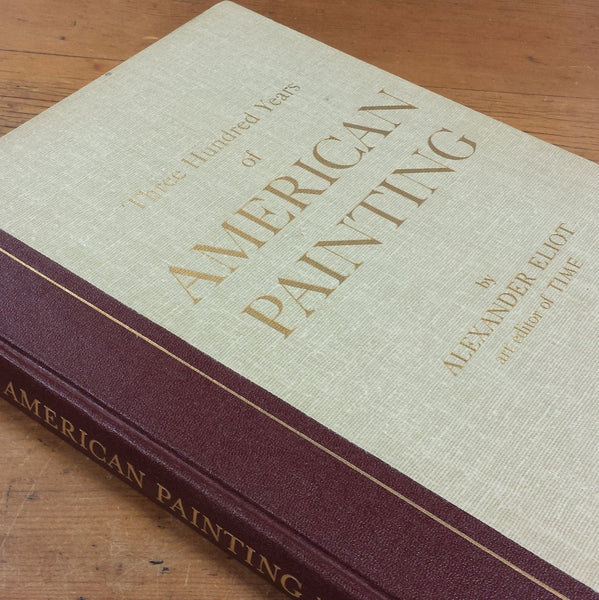 Three Hundred Years
of
AMERICAN
PAINTING
by
ALEXANDER ELIOT
art editor of TIME
AMERICAN PAINTING